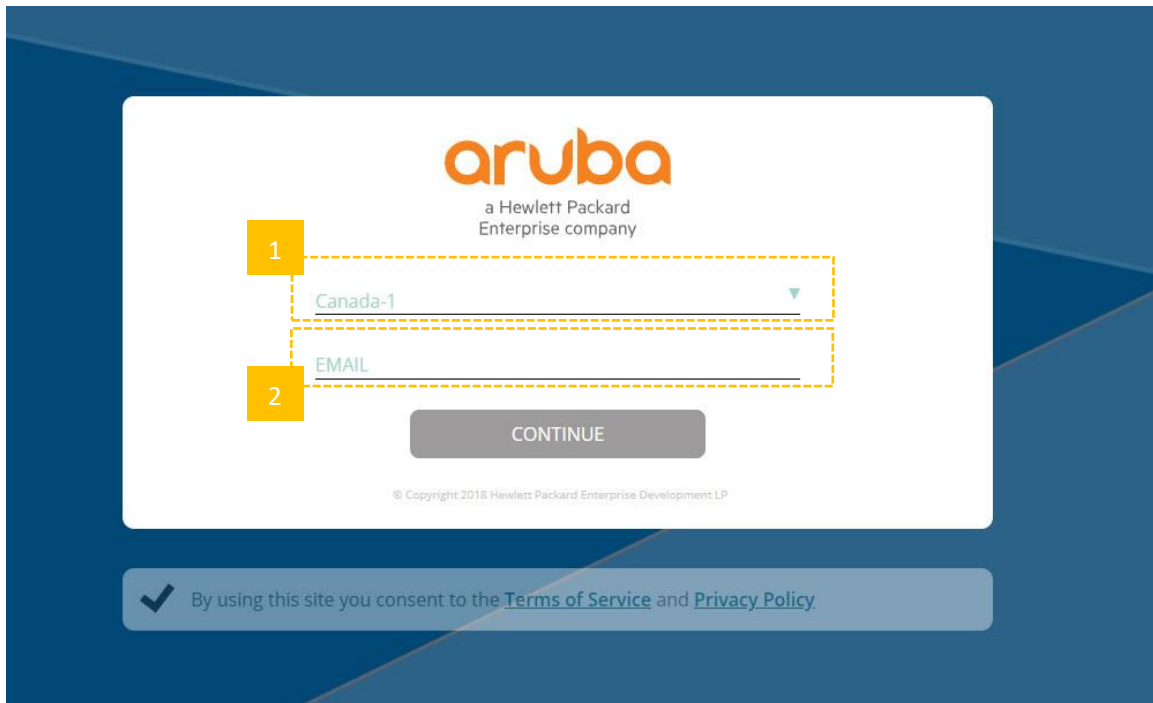 aruba
a Hewlett Packard
Enterprise company
1
Canada-1 ▼
EMAIL
2
CONTINUE
© Copyright 2018 Hewlett Packard Enterprise Development LP
By using this site you consent to the Terms of Service and Privacy Policy